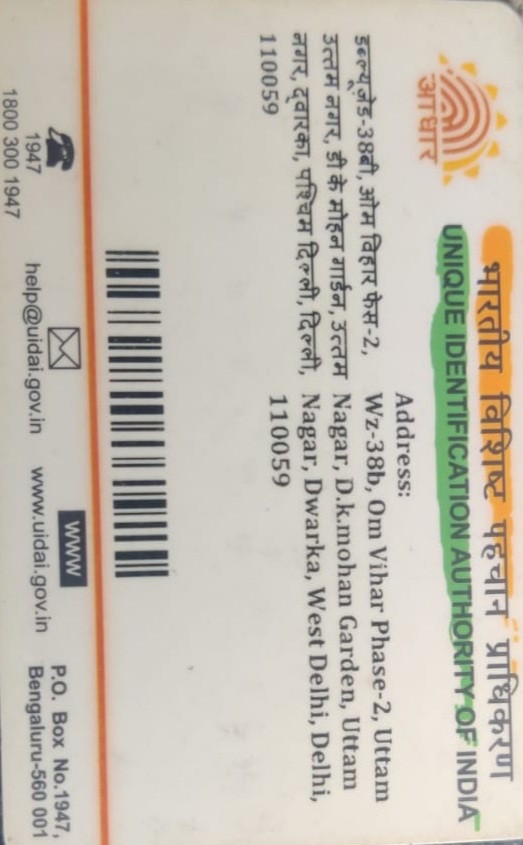 आधार
भारतीय विशिष्ट पहचान प्राधिकरण
UNIQUE IDENTIFICATION AUTHORITY OF INDIA
डब्ल्यूजेड-38बी, ओम विहार फेस-2,
उत्तम नगर, डी के मोहन गार्डन, उत्तम
नगर, द्वारका, पश्चिम दिल्ली, दिल्ली,
110059
Address:
Wz-38b, Om Vihar Phase-2, Uttam
Nagar, D.k.mohan Garden, Uttam
Nagar, Dwarka, West Delhi, Delhi,
110059
1947
1800 300 1947
help@uidai.gov.in
www
www.uidai.gov.in
P.O. Box No.1947,
Bengaluru-560 001